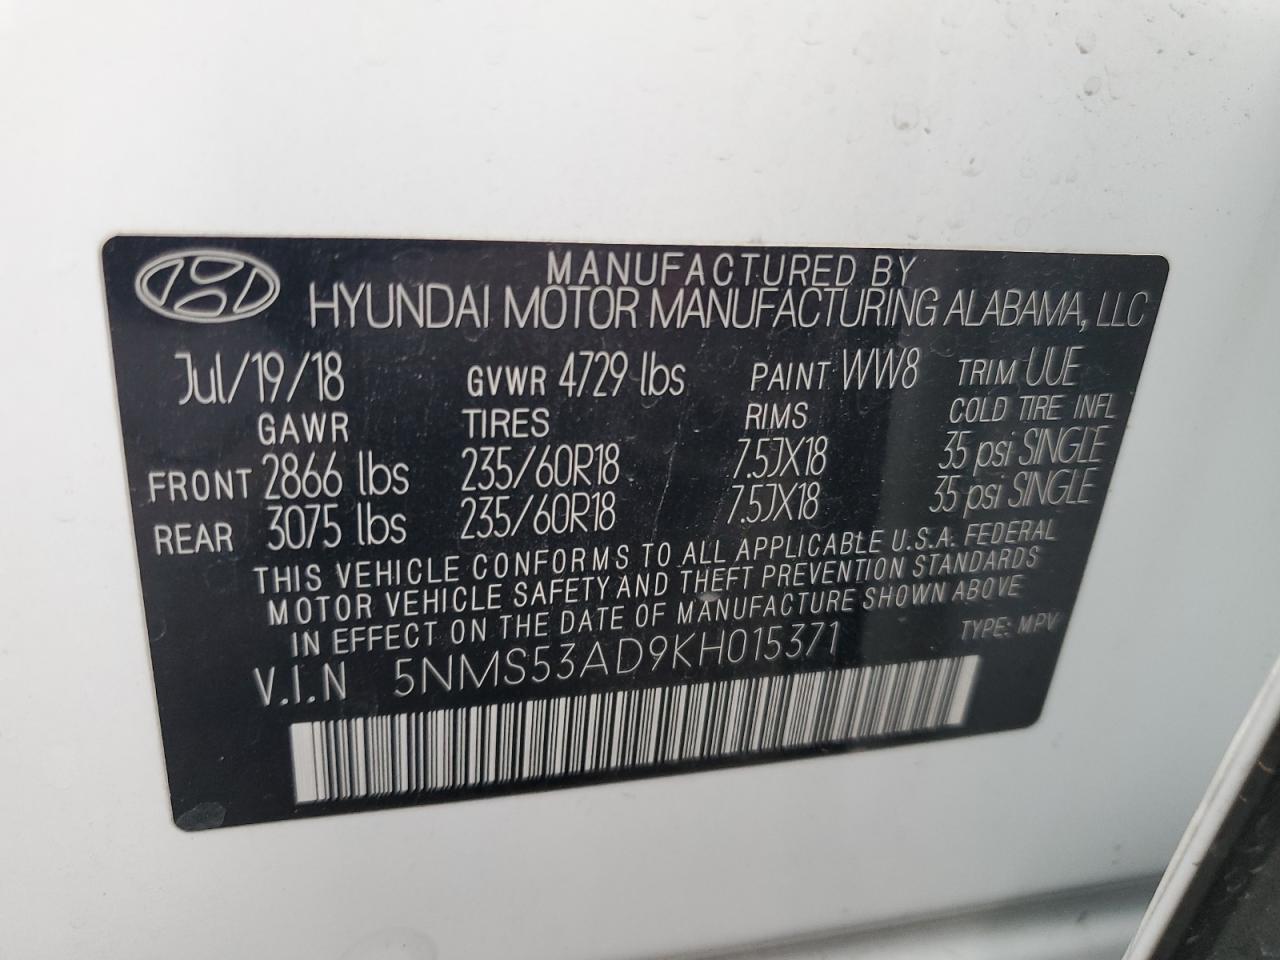 MANUFACTURED BY
HYUNDAI MOTOR MANUFACTURING ALABAMA, LLC
Jul/19/18 GVWR 4729 lbs PAINT WW8 TRIM UUE
GAWR TIRES RIMS COLD TIRE INFL
FRONT 2866 lbs 235/60R18 7.5JX18 35 psi SINGLE
REAR 3075 lbs 235/60R18 7.5JX18 35 psi SINGLE
THIS VEHICLE CONFORMS TO ALL APPLICABLE U.S.A. FEDERAL
MOTOR VEHICLE SAFETY AND THEFT PREVENTION STANDARDS
IN EFFECT ON THE DATE OF MANUFACTURE SHOWN ABOVE
V.I.N 5NMS53AD9KH015371 TYPE: MPV